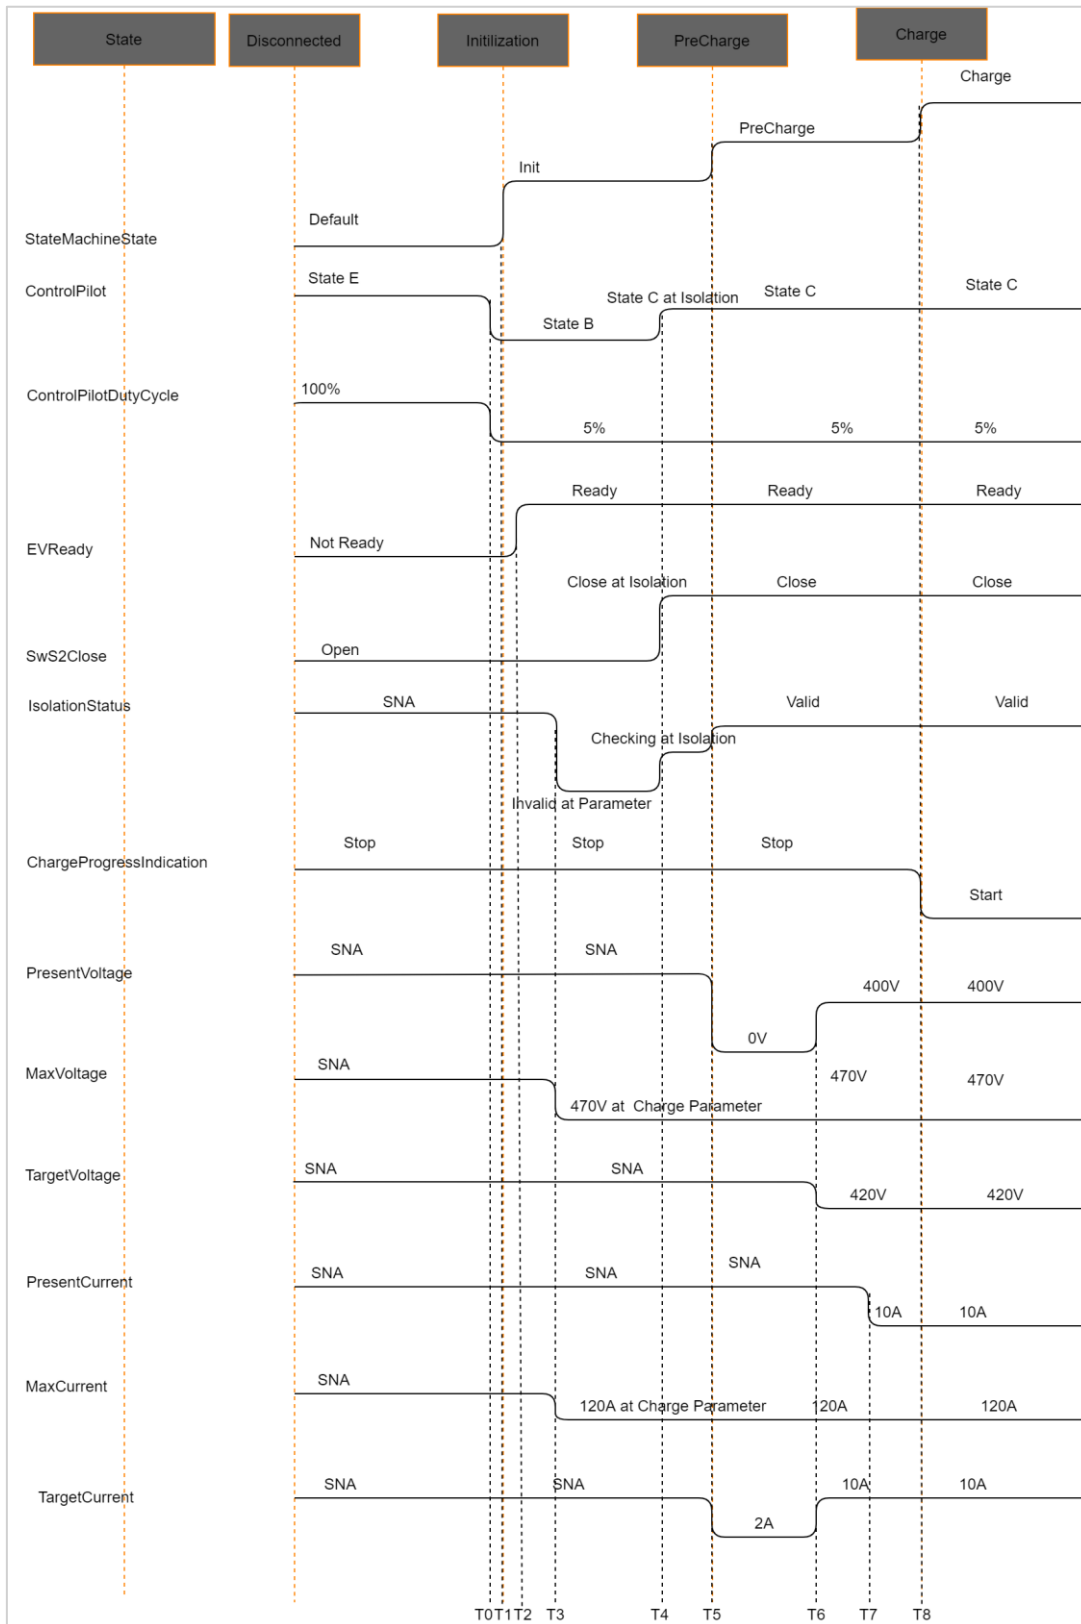 State Disconnected Initilization PreCharge Charge
Charge
PreCharge
Init
Default
StateMachineState
State E
ControlPilot
State C at Isolation State C State C
State B
100%
ControlPilotDutyCycle
5% 5% 5%
Ready Ready Ready
Not Ready
EVReady
Close at Isolation Close Close
Open
SwS2Close
SNA Valid Valid
IsolationStatus
Checking at Isolation
Invalid at Parameter
Stop Stop Stop
ChargeProgressIndication
Start
SNA SNA
PresentVoltage
400V 400V
0V
SNA
MaxVoltage
470V 470V
470V at Charge Parameter
SNA SNA
TargetVoltage
420V 420V
SNA SNA SNA
PresentCurrent
10A 10A
SNA
MaxCurrent
120A at Charge Parameter 120A 120A
SNA SNA 10A 10A
TargetCurrent
2A
T0 T1 T2 T3 T4 T5 T6 T7 T8